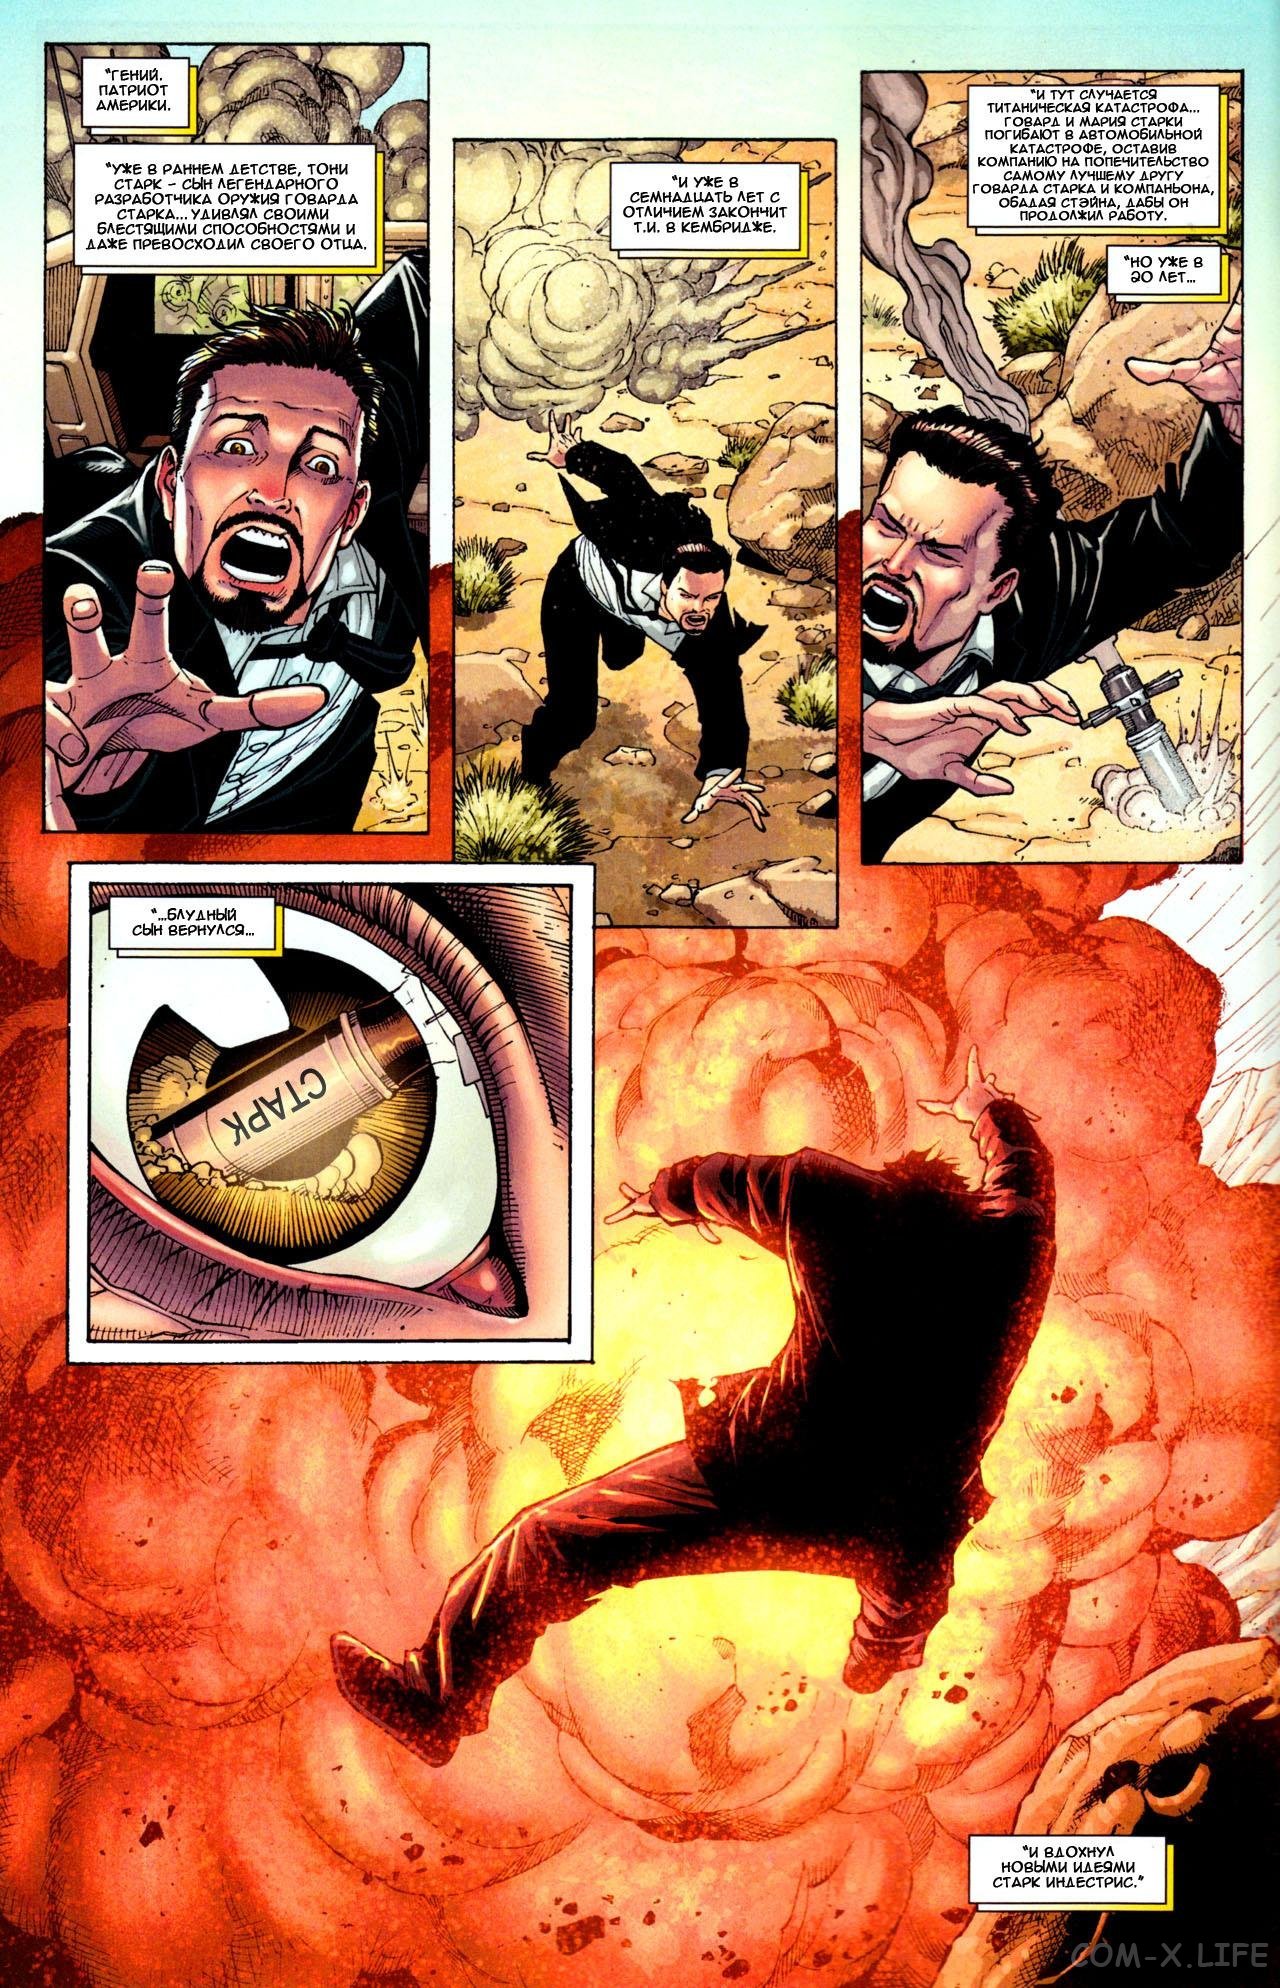 "ГЕНИЙ.
ПАТРИОТ
АМЕРИКИ.
"УЖЕ В РАННЕМ ДЕТСТВЕ, ТОНИ
СТАРК – СЫН ЛЕГЕНДАРНОГО
РАЗРАБОТЧИКА ОРУЖИЯ ГОВАРДА
СТАРКА... УДИВЛЯЛ СВОИМИ
БЛЕСТЯЩИМИ СПОСОБНОСТЯМИ И
ДАЖЕ ПРЕВОСХОДИЛ СВОЕГО ОТЦА.
"И УЖЕ В
СЕМНАДЦАТЬ ЛЕТ С
ОТЛИЧИЕМ ЗАКОНЧИТ
Т.И. В КЕМБРИДЖЕ.
"И ТУТ СЛУЧАЕТСЯ
ТИТАНИЧЕСКАЯ КАТАСТРОФА...
ГОВАРД И МАРИЯ СТАРКИ
ПОГИБАЮТ В АВТОМОБИЛЬНОЙ
КАТАСТРОФЕ, ОСТАВИВ
КОМПАНИЮ НА ПОПЕЧИТЕЛЬСТВО
САМОМУ ЛУЧШЕМУ ДРУГУ
ГОВАРДА СТАРКА И КОМПАНЬОНА,
ОБАДАЯ СТЭЙНА, ДАБЫ ОН
ПРОДОЛЖИЛ РАБОТУ.
"НО УЖЕ В
20 ЛЕТ...
"...БЛУДНЫЙ
СЫН ВЕРНУЛСЯ...
СТАРК
"И ВДОХНУЛ
НОВЫМИ ИДЕЯМИ
СТАРК ИНДЕСТРИС."
COM-X.LIFE